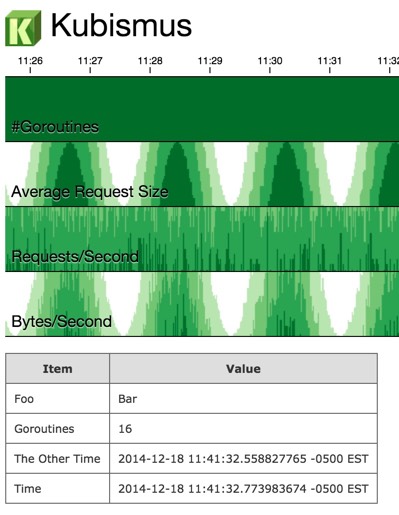 K Kubismus
11:26 11:27 11:28 11:29 11:30 11:31 11:32
#Goroutines
Average Request Size
Requests/Second
Bytes/Second
Item Value
Foo Bar
Goroutines 16
The Other Time 2014-12-18 11:41:32.558827765 -0500 EST
Time 2014-12-18 11:41:32.773983674 -0500 EST